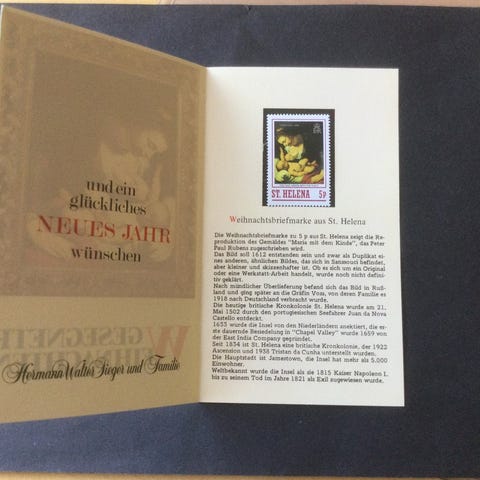 und ein
glückliches
NEUES JAHR
wünschen
Hermann Walter Sieger und Familie
ST. HELENA 5p
Weihnachtsbriefmarke aus St. Helena
Die Weihnachtsbriefmarke zu 5 p aus St. Helena zeigt die Re-
produktion des Gemäldes "Maria mit dem Kinde", das Peter
Paul Rubens zugeschrieben wird.
Das Bild soll 1612 entstanden sein und zwar als Duplikat ei-
nes anderen, ähnlichen Bildes, das sich in Sanssouci befindet,
aber kleiner und skizzenhafter ist. Ob es sich um ein Original
oder eine Werkstatt-Arbeit handelt, wurde noch nicht defini-
tiv geklärt.
Nach mündlicher Überlieferung befand sich das Bild in Ruß-
land und ging später an die Gräfin Voss, von deren Familie es
1918 nach Deutschland verbracht wurde.
Die heutige britische Kronkolonie St. Helena wurde am 21.
Mai 1502 durch den portugiesischen Seefahrer Juan da Nova
Castello entdeckt.
1633 wurde die Insel von den Niederländern anektiert, die er-
ste dauernde Besiedelung in "Chapel Valley" wurde 1659 von
der East India Company gegründet.
Seit 1834 ist St. Helena eine britische Kronkolonie, der 1922
Ascension und 1938 Tristan da Cunha unterstellt wurden.
Die Hauptstadt ist Jamestown, die Insel hat mehr als 5.000
Einwohner.
Weltbekannt wurde die Insel als sie 1815 Kaiser Napoleon I.
bis zu seinem Tod im Jahre 1821 als Exil zugewiesen wurde.